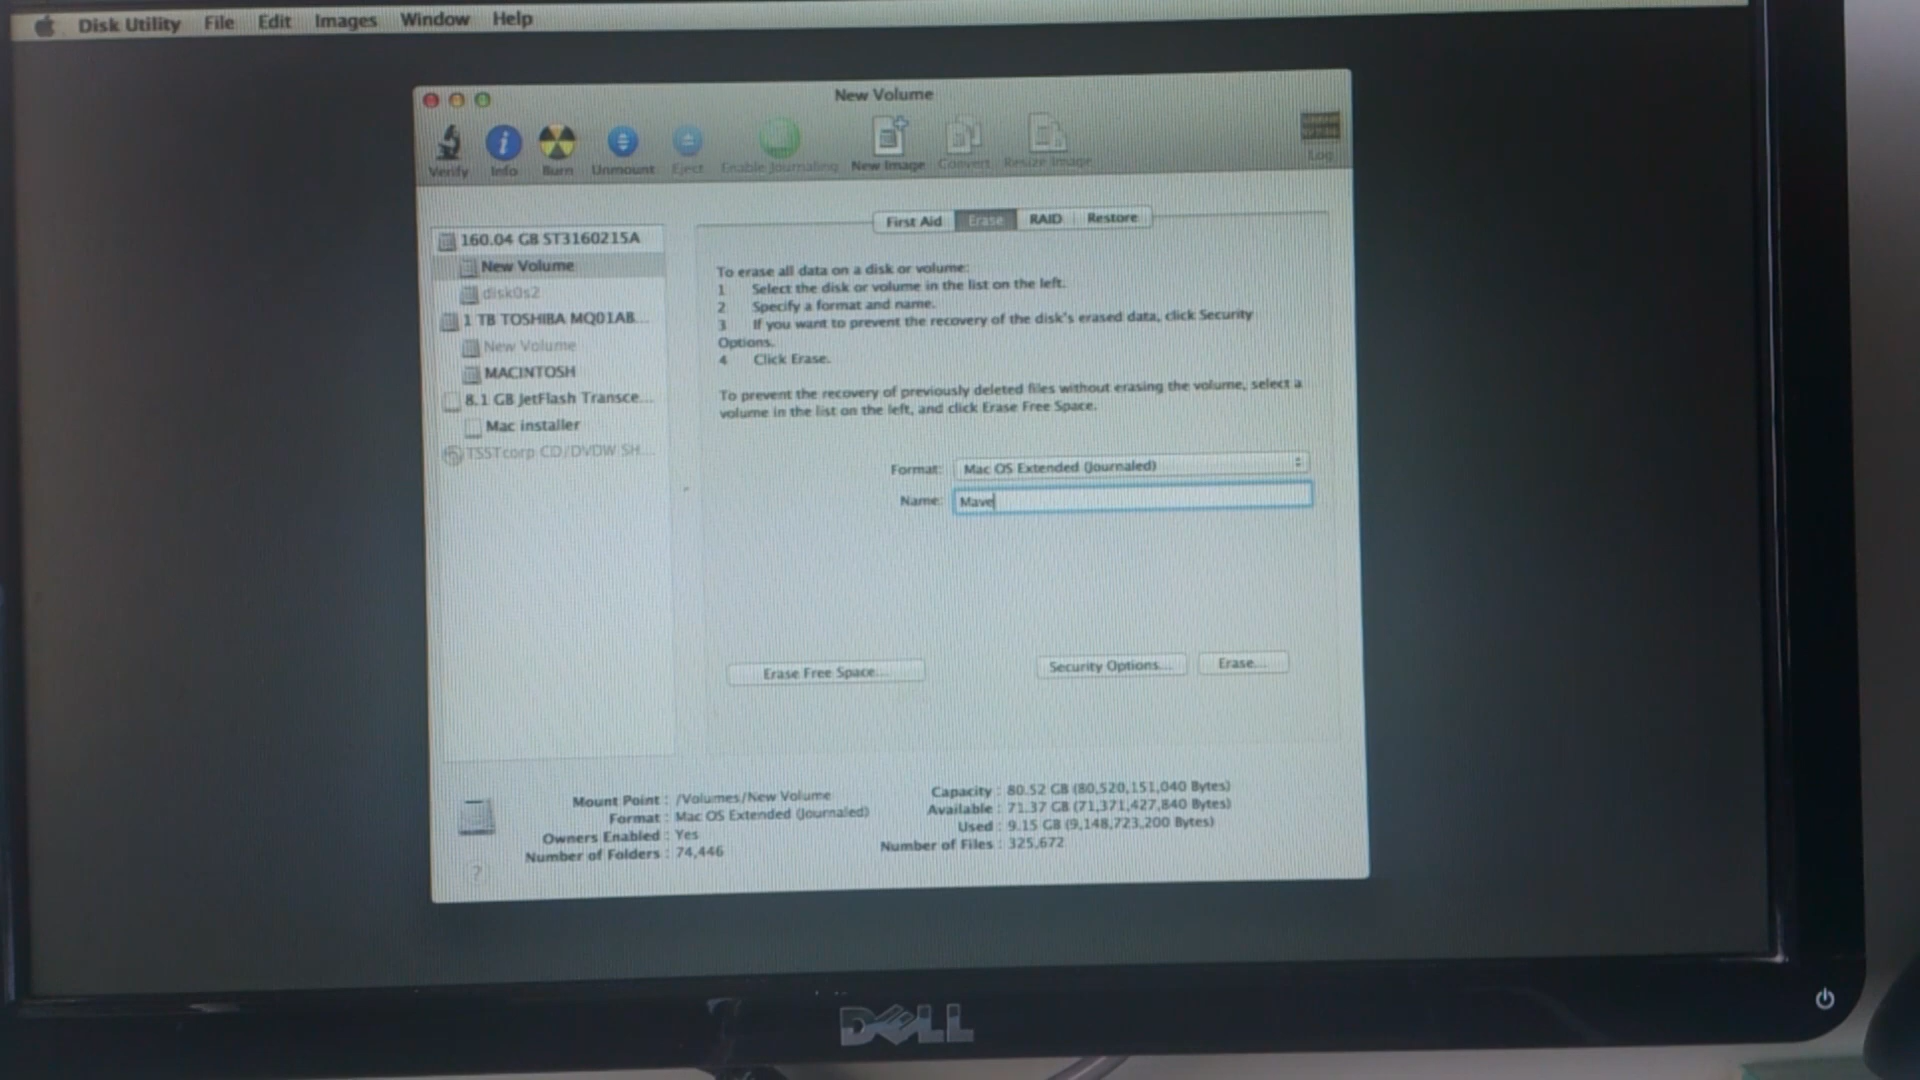 Disk Utility File Edit Images Window Help
New Volume
Verify Info Burn Unmount Eject Enable Journaling New Image Convert Resize Image Log
First Aid Erase RAID Restore
160.04 GB ST3160215A
New Volume
disk0s2
1 TB TOSHIBA MQ01AB...
New Volume
MACINTOSH
8.1 GB JetFlash Transce...
Mac installer
TSSTcorp CD/DVDW SH...
To erase all data on a disk or volume:
1 Select the disk or volume in the list on the left.
2 Specify a format and name.
3 If you want to prevent the recovery of the disk's erased data, click Security
Options.
4 Click Erase.
To prevent the recovery of previously deleted files without erasing the volume, select a
volume in the list on the left, and click Erase Free Space.
Format: Mac OS Extended (Journaled)
Name: Mave
Erase Free Space... Security Options... Erase...
Mount Point : /Volumes/New Volume
Format : Mac OS Extended (Journaled)
Owners Enabled : Yes
Number of Folders : 74,446
Capacity : 80.52 GB (80,520,151,040 Bytes)
Available : 71.37 GB (71,371,427,840 Bytes)
Used : 9.15 GB (9,148,723,200 Bytes)
Number of Files : 325,672
?
DELL